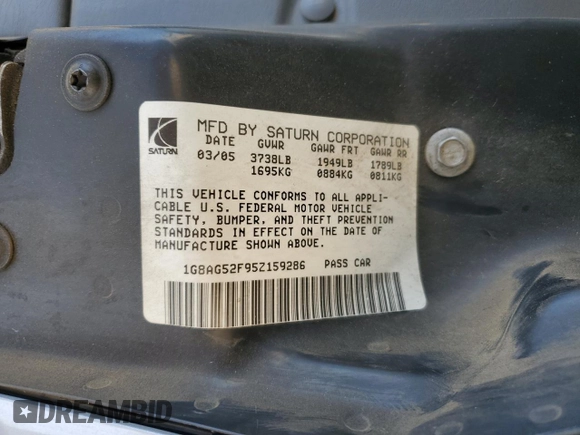 MFD BY SATURN CORPORATION
SATURN
DATE GVWR GAWR FRT GAWR RR
03/05 3738LB 1949LB 1789LB
1695KG 0884KG 0811KG
THIS VEHICLE CONFORMS TO ALL APPLI-
CABLE U.S. FEDERAL MOTOR VEHICLE
SAFETY, BUMPER, AND THEFT PREVENTION
STANDARDS IN EFFECT ON THE DATE OF
MANUFACTURE SHOWN ABOVE.
1G8AG52F95Z159286 PASS CAR
DREAMBID